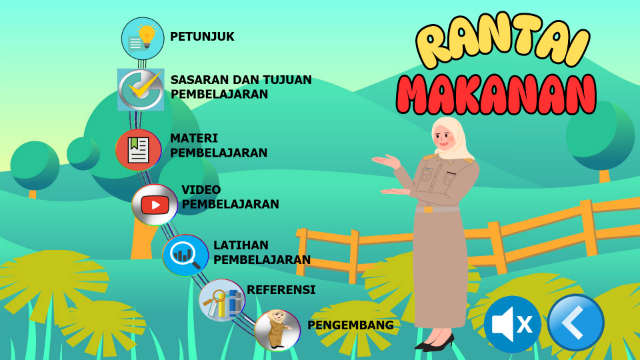 RANTAI
MAKANAN
PETUNJUK
SASARAN DAN TUJUAN
PEMBELAJARAN
MATERI
PEMBELAJARAN
VIDEO
PEMBELAJARAN
LATIHAN
PEMBELAJARAN
REFERENSI
PENGEMBANG